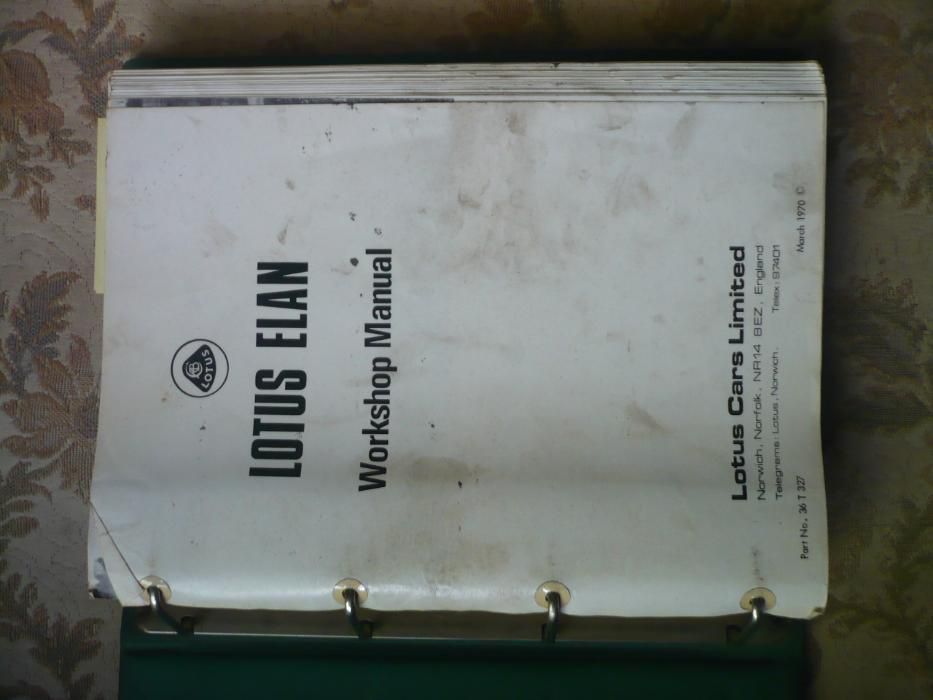 LOTUS
LOTUS ELAN
Workshop Manual
Lotus Cars Limited
Norwich, Norfolk, NR14 8EZ, England
Telegrams: Lotus, Norwich. Telex: 97401
Part No. 36 T 327 March 1970 ©